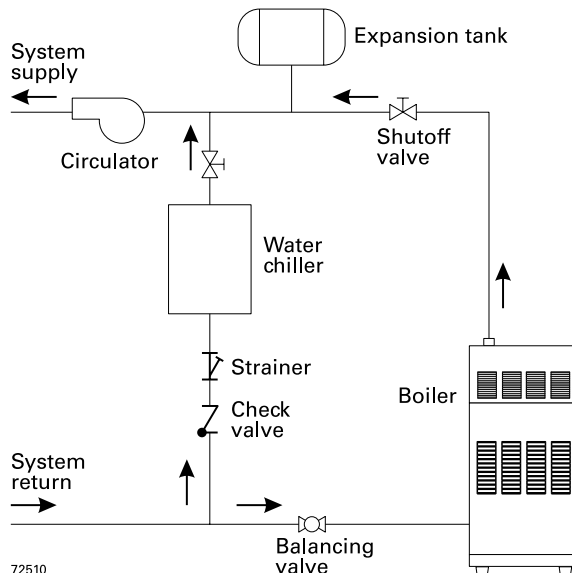 System
supply
Expansion tank
Circulator
Shutoff
valve
Water
chiller
Strainer
Boiler
Check
valve
System
return
Balancing
valve
72510